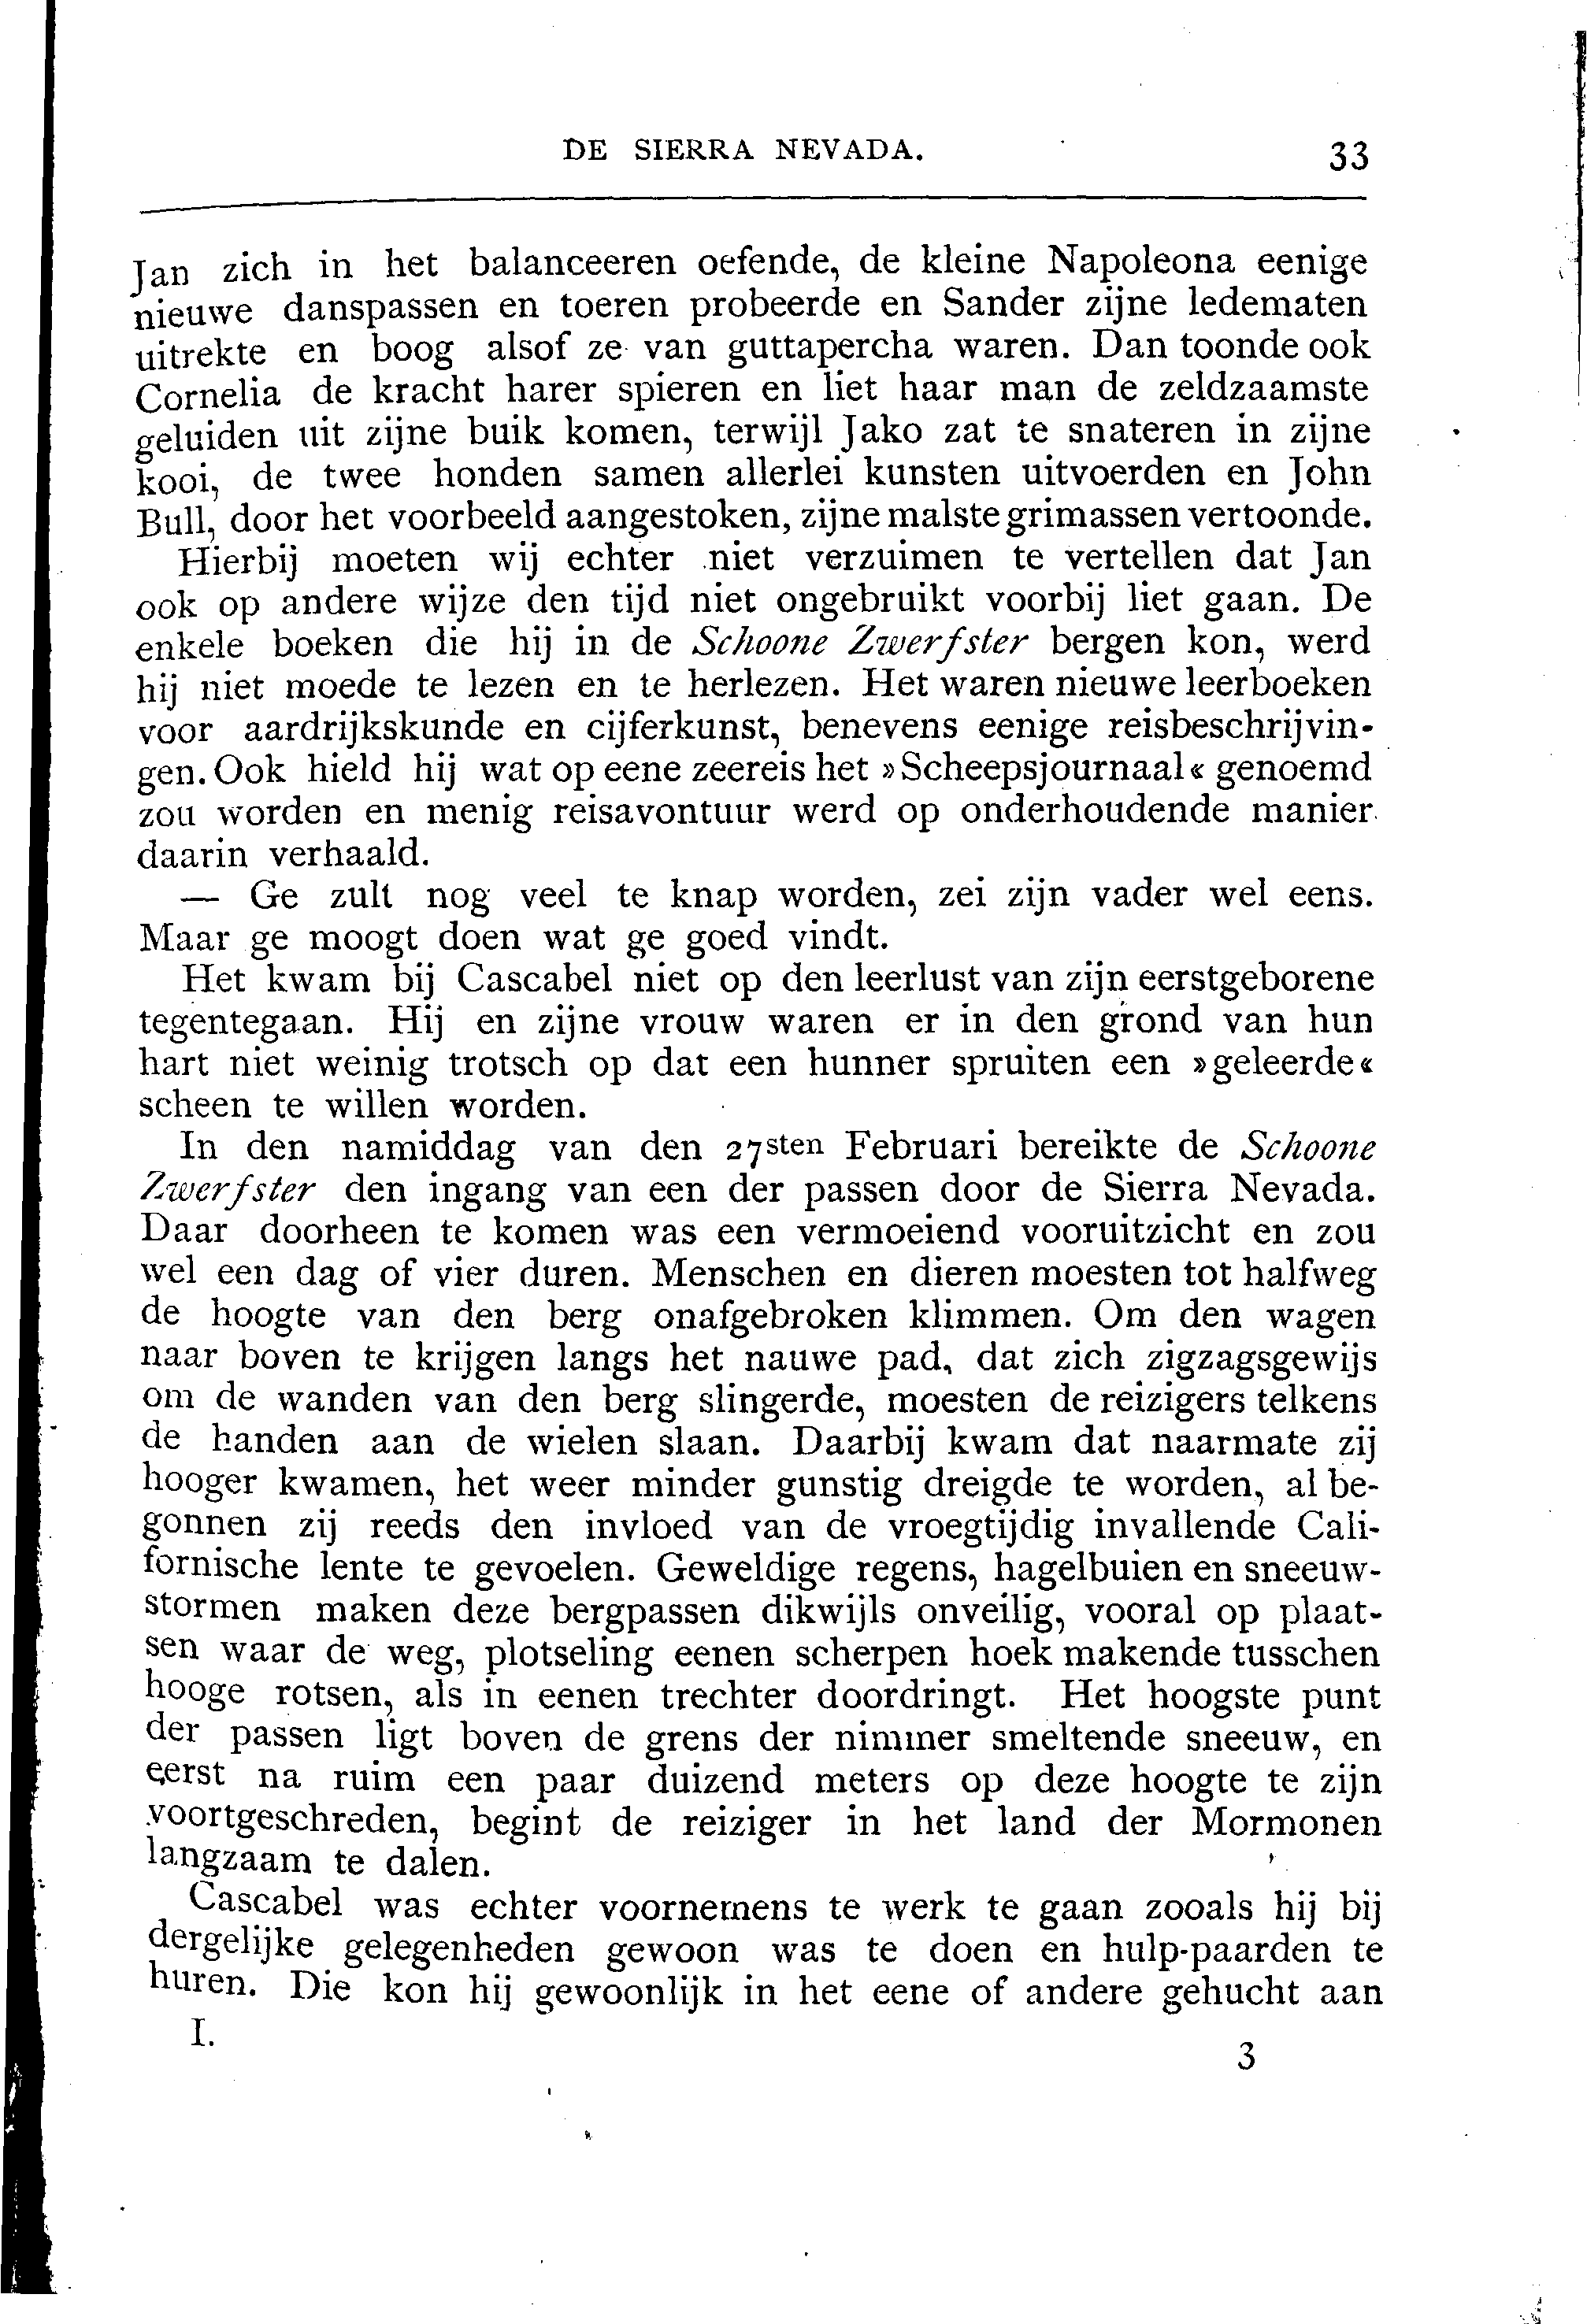 DE SIERRA NEVADA. 33
Jan zich in het balanceeren oefende, de kleine Napoleona eenige
nieuwe danspassen en toeren probeerde en Sander zijne ledematen
uitrekte en boog alsof ze van guttapercha waren. Dan toonde ook
Cornelia de kracht harer spieren en liet haar man de zeldzaamste
geluiden uit zijne buik komen, terwijl Jako zat te snateren in zijne
kooi, de twee honden samen allerlei kunsten uitvoerden en John
Bull, door het voorbeeld aangestoken, zijne malste grimassen vertoonde.
Hierbij moeten wij echter niet verzuimen te vertellen dat Jan
ook op andere wijze den tijd niet ongebruikt voorbij liet gaan. De
enkele boeken die hij in de Schoone Zwerfster bergen kon, werd
hij niet moede te lezen en te herlezen. Het waren nieuwe leerboeken
voor aardrijkskunde en cijferkunst, benevens eenige reisbeschrijvin-
gen. Ook hield hij wat op eene zeereis het »Scheepsjournaal« genoemd
zou worden en menig reisavontuur werd op onderhoudende manier
daarin verhaald.
— Ge zult nog veel te knap worden, zei zijn vader wel eens.
Maar ge moogt doen wat ge goed vindt.
Het kwam bij Cascabel niet op den leerlust van zijn eerstgeborene
tegentegaan. Hij en zijne vrouw waren er in den grond van hun
hart niet weinig trotsch op dat een hunner spruiten een »geleerde«
scheen te willen worden.
In den namiddag van den 27sten Februari bereikte de Schoone
Zwerfster den ingang van een der passen door de Sierra Nevada.
Daar doorheen te komen was een vermoeiend vooruitzicht en zou
wel een dag of vier duren. Menschen en dieren moesten tot halfweg
de hoogte van den berg onafgebroken klimmen. Om den wagen
naar boven te krijgen langs het nauwe pad, dat zich zigzagsgewijs
om de wanden van den berg slingerde, moesten de reizigers telkens
de handen aan de wielen slaan. Daarbij kwam dat naarmate zij
hooger kwamen, het weer minder gunstig dreigde te worden, al be-
gonnen zij reeds den invloed van de vroegtijdig invallende Cali-
fornische lente te gevoelen. Geweldige regens, hagelbuien en sneeuw-
stormen maken deze bergpassen dikwijls onveilig, vooral op plaat-
sen waar de weg, plotseling eenen scherpen hoek makende tusschen
hooge rotsen, als in eenen trechter doordringt. Het hoogste punt
der passen ligt boven de grens der nimmer smeltende sneeuw, en
eerst na ruim een paar duizend meters op deze hoogte te zijn
voortgeschreden, begint de reiziger in het land der Mormonen
langzaam te dalen.
Cascabel was echter voornemens te werk te gaan zooals hij bij
dergelijke gelegenheden gewoon was te doen en hulp-paarden te
huren. Die kon hij gewoonlijk in het eene of andere gehucht aan
I. 3